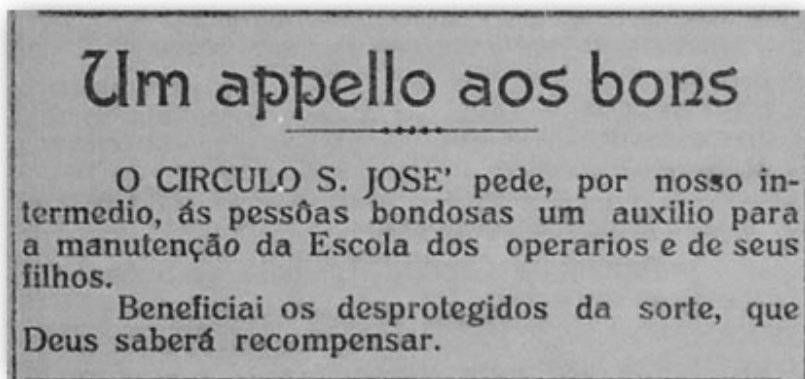 Um appello aos bons
O CIRCULO S. JOSE' pede, por nosso in-
termedio, ás pessôas bondosas um auxilio para
a manutenção da Escola dos operarios e de seus
filhos.
Beneficiai os desprotegidos da sorte, que
Deus saberá recompensar.